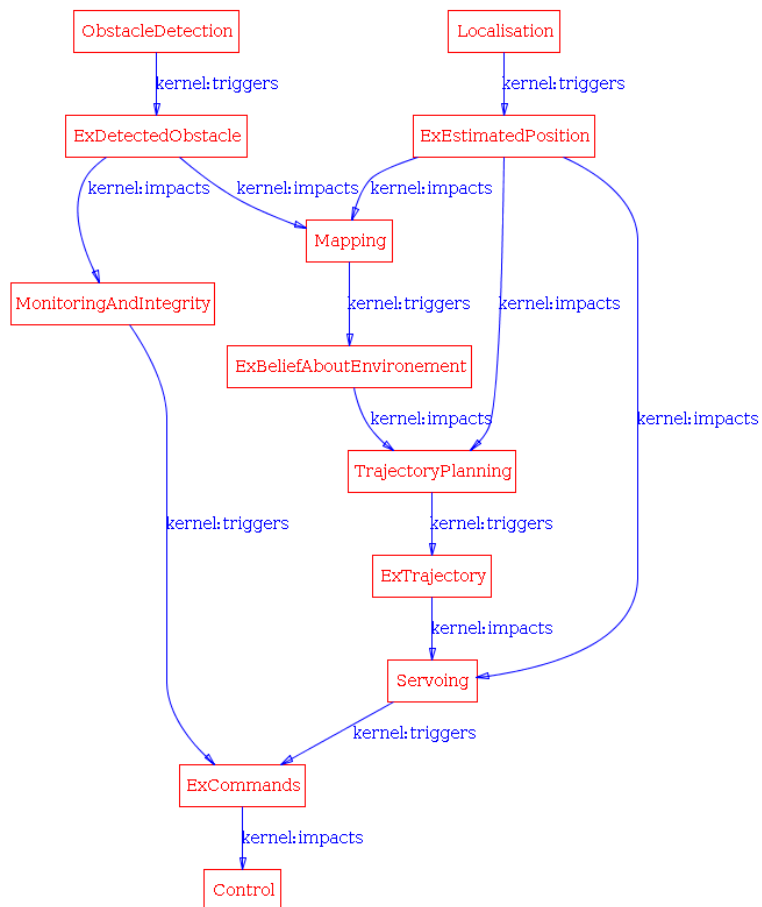 ObstacleDetection
Localisation
kernel:triggers
kernel:triggers
ExDetectedObstacle
ExEstimatedPosition
kernel:impacts
kernel:impacts
kernel:impacts
Mapping
MonitoringAndIntegrity
kernel:triggers
kernel:impacts
ExBeliefAboutEnvironement
kernel:impacts
kernel:impacts
TrajectoryPlanning
kernel:triggers
kernel:triggers
ExTrajectory
kernel:impacts
Servoing
kernel:triggers
ExCommands
kernel:impacts
Control